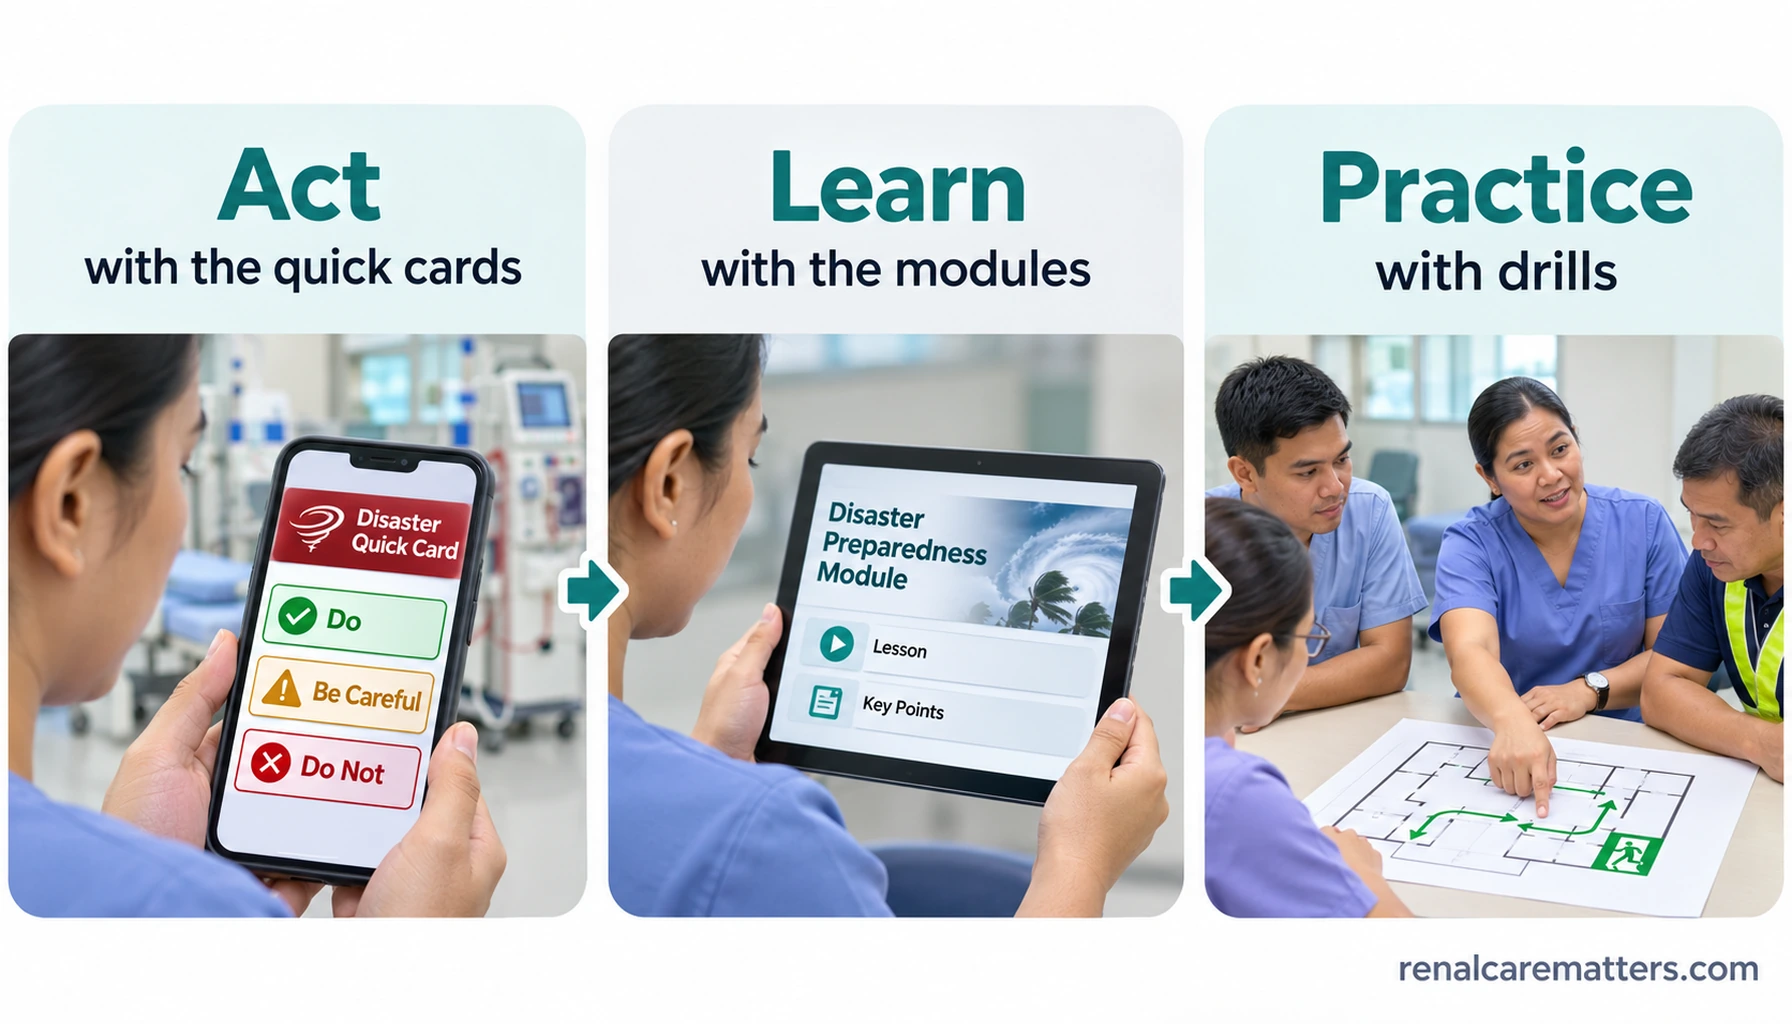 Act
with the quick cards
Disaster
Quick Card
Do
Be Careful
Do Not
Learn
with the modules
Disaster
Preparedness
Module
Lesson
Key Points
Practice
with drills
renalcarematters.com